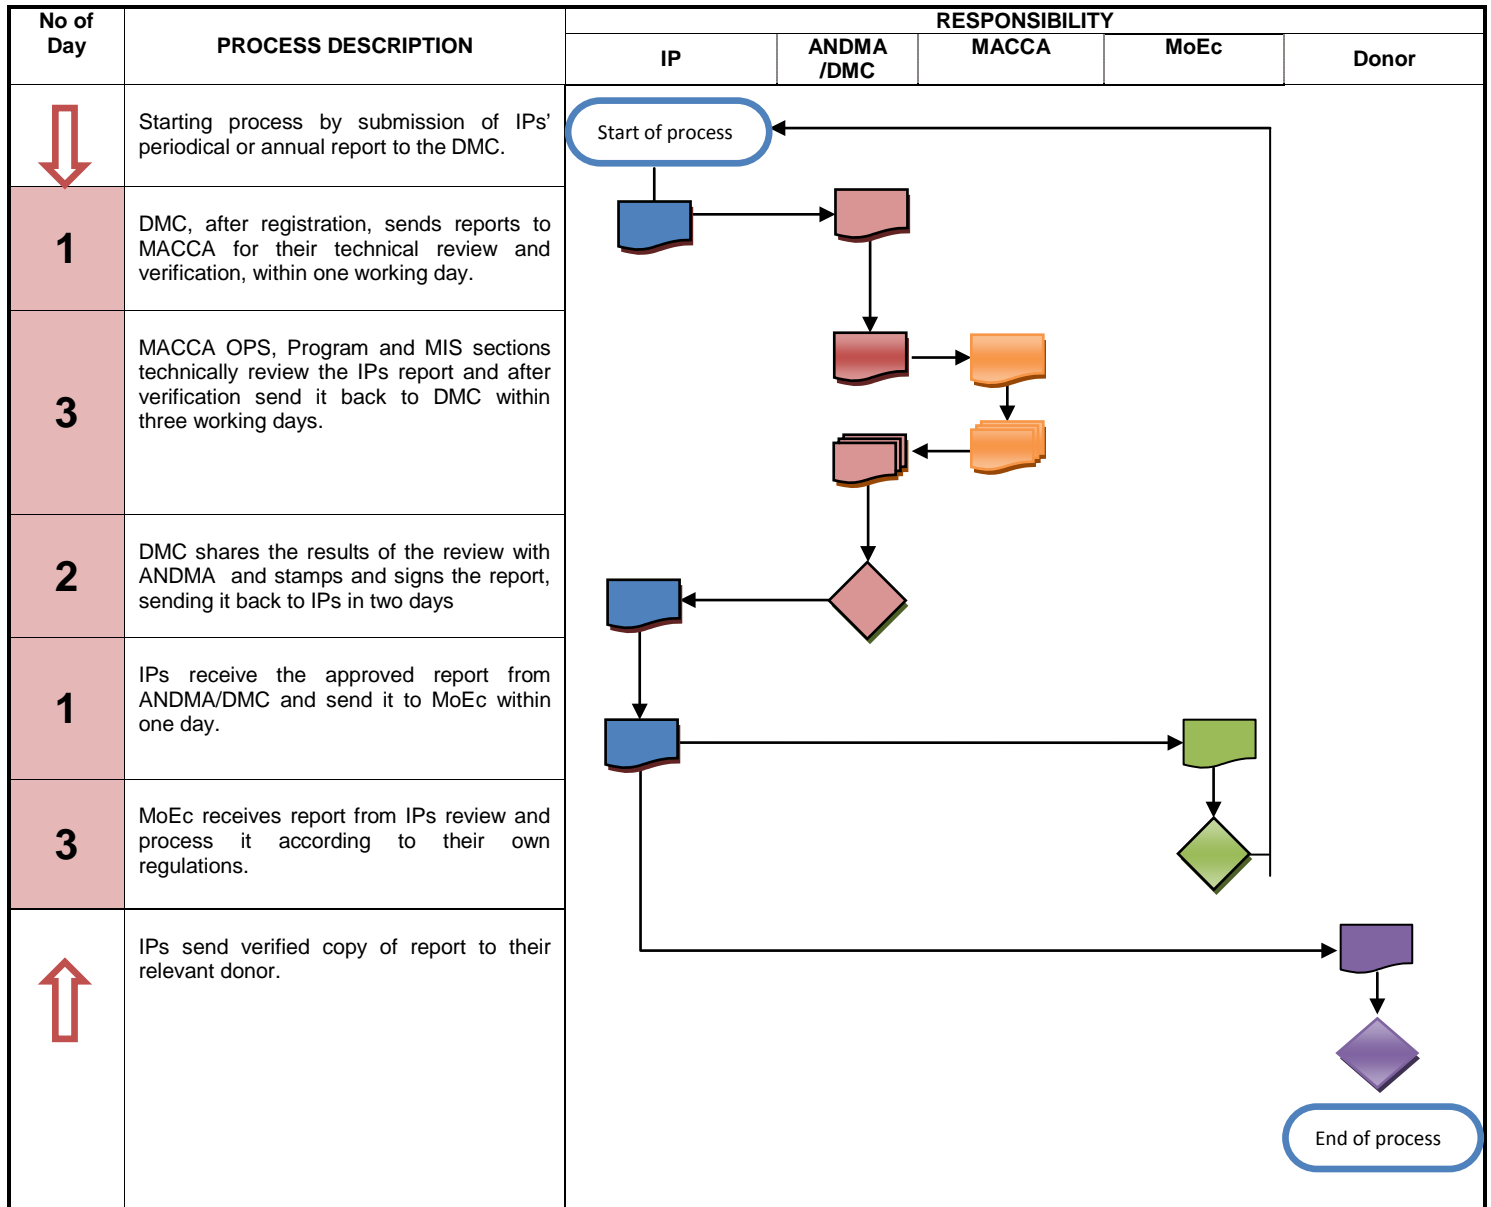 No of
Day
PROCESS DESCRIPTION
RESPONSIBILITY
IP
ANDMA
/DMC
MACCA
MoEc
Donor
Starting process by submission of IPs’
periodical or annual report to the DMC.
Start of process
1
DMC, after registration, sends reports to
MACCA for their technical review and
verification, within one working day.
3
MACCA OPS, Program and MIS sections
technically review the IPs report and after
verification send it back to DMC within
three working days.
2
DMC shares the results of the review with
ANDMA and stamps and signs the report,
sending it back to IPs in two days
1
IPs receive the approved report from
ANDMA/DMC and send it to MoEc within
one day.
3
MoEc receives report from IPs review and
process it according to their own
regulations.
IPs send verified copy of report to their
relevant donor.
End of process